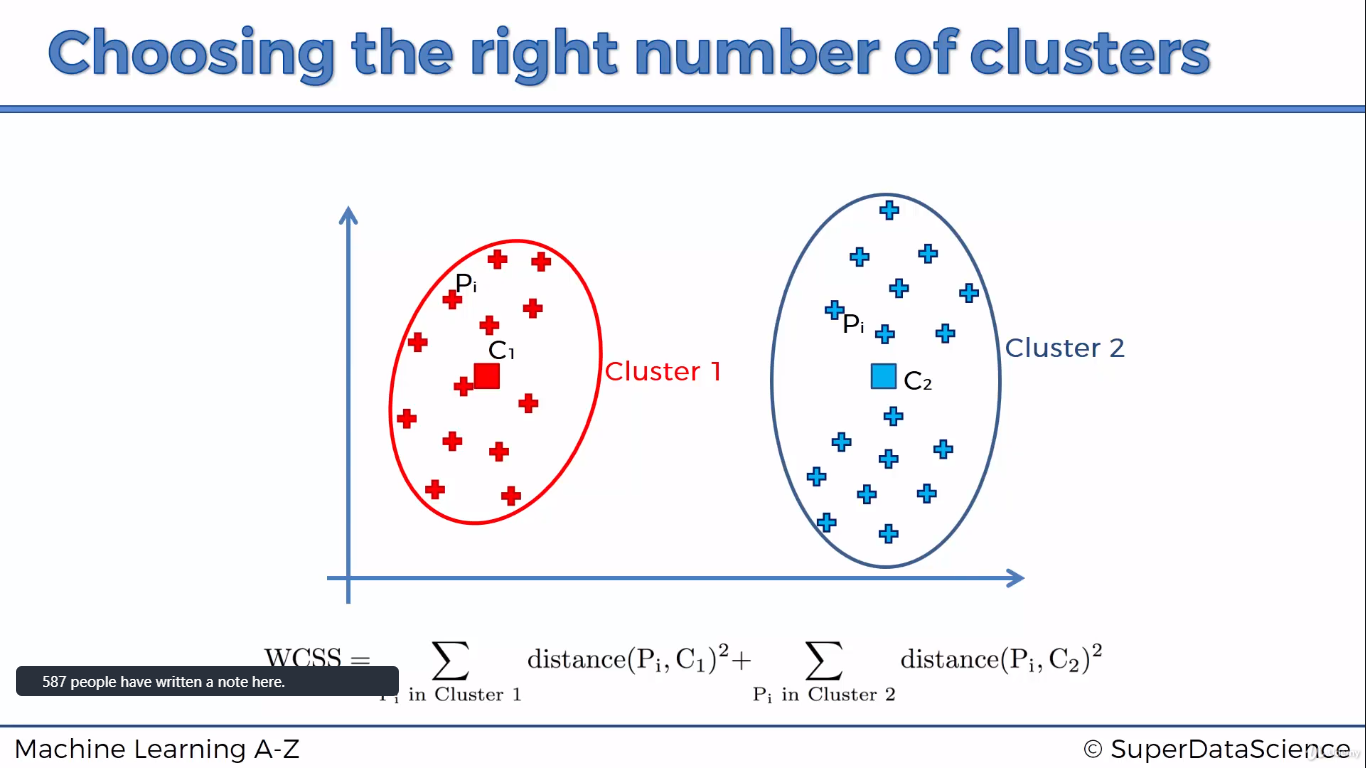 Choosing the right number of clusters
Pᵢ
C₁
Cluster 1
Pᵢ
C₂
Cluster 2
WCSS = ∑ distance(Pᵢ, C₁)² + ∑ distance(Pᵢ, C₂)²
Pᵢ in Cluster 1 Pᵢ in Cluster 2
587 people have written a note here.
Machine Learning A-Z
© SuperDataScience